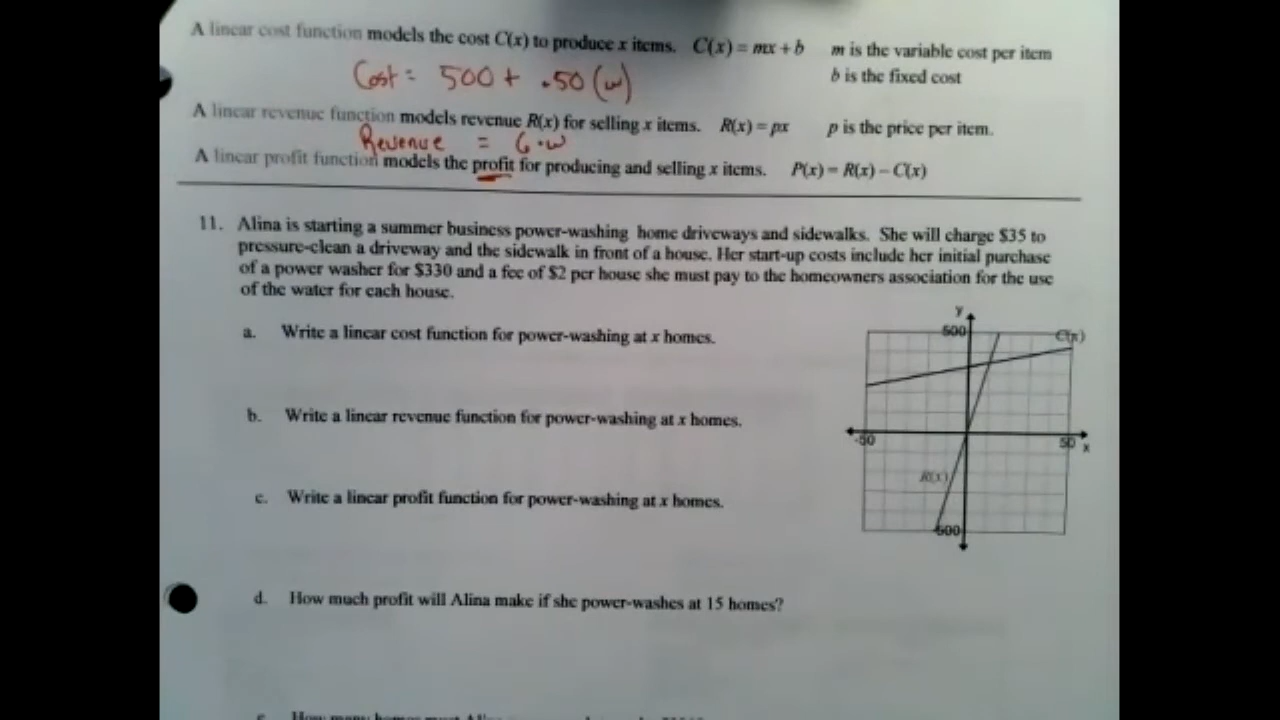 A linear cost function models the cost C(x) to produce x items. C(x) = mx + b m is the variable cost per item
b is the fixed cost
Cost = 500 + .50 (w)
A linear revenue function models revenue R(x) for selling x items. R(x) = px p is the price per item.
Revenue = 6 · w
A linear profit function models the profit for producing and selling x items. P(x) = R(x) – C(x)
11. Alina is starting a summer business power-washing home driveways and sidewalks. She will charge $35 to
pressure-clean a driveway and the sidewalk in front of a house. Her start-up costs include her initial purchase
of a power washer for $330 and a fee of $2 per house she must pay to the homeowners association for the use
of the water for each house.
a. Write a linear cost function for power-washing at x homes.
b. Write a linear revenue function for power-washing at x homes.
c. Write a linear profit function for power-washing at x homes.
d. How much profit will Alina make if she power-washes at 15 homes?
y
500
C(x)
-50
50
x
R(x)
-500
How many homes must